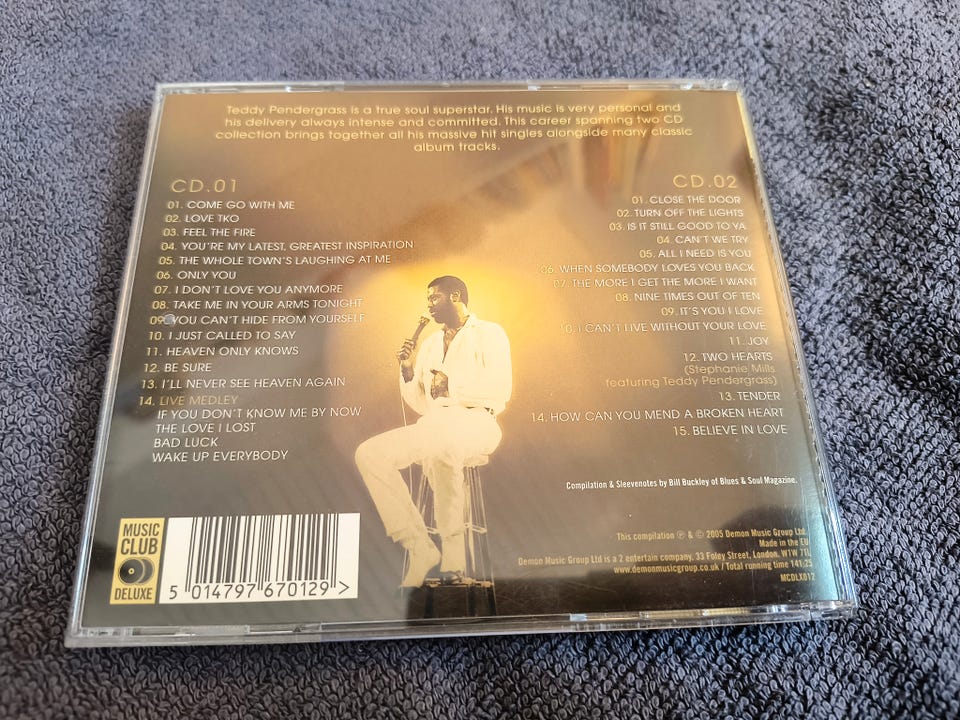 Teddy Pendergrass is a true soul superstar. His music is very personal and
his delivery always intense and committed. This career spanning two CD
collection brings together all his massive hit singles alongside many classic
album tracks.
CD.01
01. COME GO WITH ME
02. LOVE TKO
03. FEEL THE FIRE
04. YOU'RE MY LATEST, GREATEST INSPIRATION
05. THE WHOLE TOWN'S LAUGHING AT ME
06. ONLY YOU
07. I DON'T LOVE YOU ANYMORE
08. TAKE ME IN YOUR ARMS TONIGHT
09. YOU CAN'T HIDE FROM YOURSELF
10. I JUST CALLED TO SAY
11. HEAVEN ONLY KNOWS
12. BE SURE
13. I'LL NEVER SEE HEAVEN AGAIN
14. LIVE MEDLEY
IF YOU DON'T KNOW ME BY NOW
THE LOVE I LOST
BAD LUCK
WAKE UP EVERYBODY
CD.02
01. CLOSE THE DOOR
02. TURN OFF THE LIGHTS
03. IS IT STILL GOOD TO YA
04. CAN'T WE TRY
05. ALL I NEED IS YOU
06. WHEN SOMEBODY LOVES YOU BACK
07. THE MORE I GET THE MORE I WANT
08. NINE TIMES OUT OF TEN
09. IT'S YOU I LOVE
10. I CAN'T LIVE WITHOUT YOUR LOVE
11. JOY
12. TWO HEARTS
(Stephanie Mills
featuring Teddy Pendergrass)
13. TENDER
14. HOW CAN YOU MEND A BROKEN HEART
15. BELIEVE IN LOVE
Compilation & Sleevenotes by Bill Buckley of Blues & Soul Magazine.
This compilation ℗ & © 2005 Demon Music Group Ltd.
Made in the EU
Demon Music Group Ltd is a 2 entertain company, 33 Foley Street, London. W1W 7TL
www.demonmusicgroup.co.uk / Total running time 141:25
MCDLX012
MUSIC
CLUB
DELUXE
5 014797 670129 >